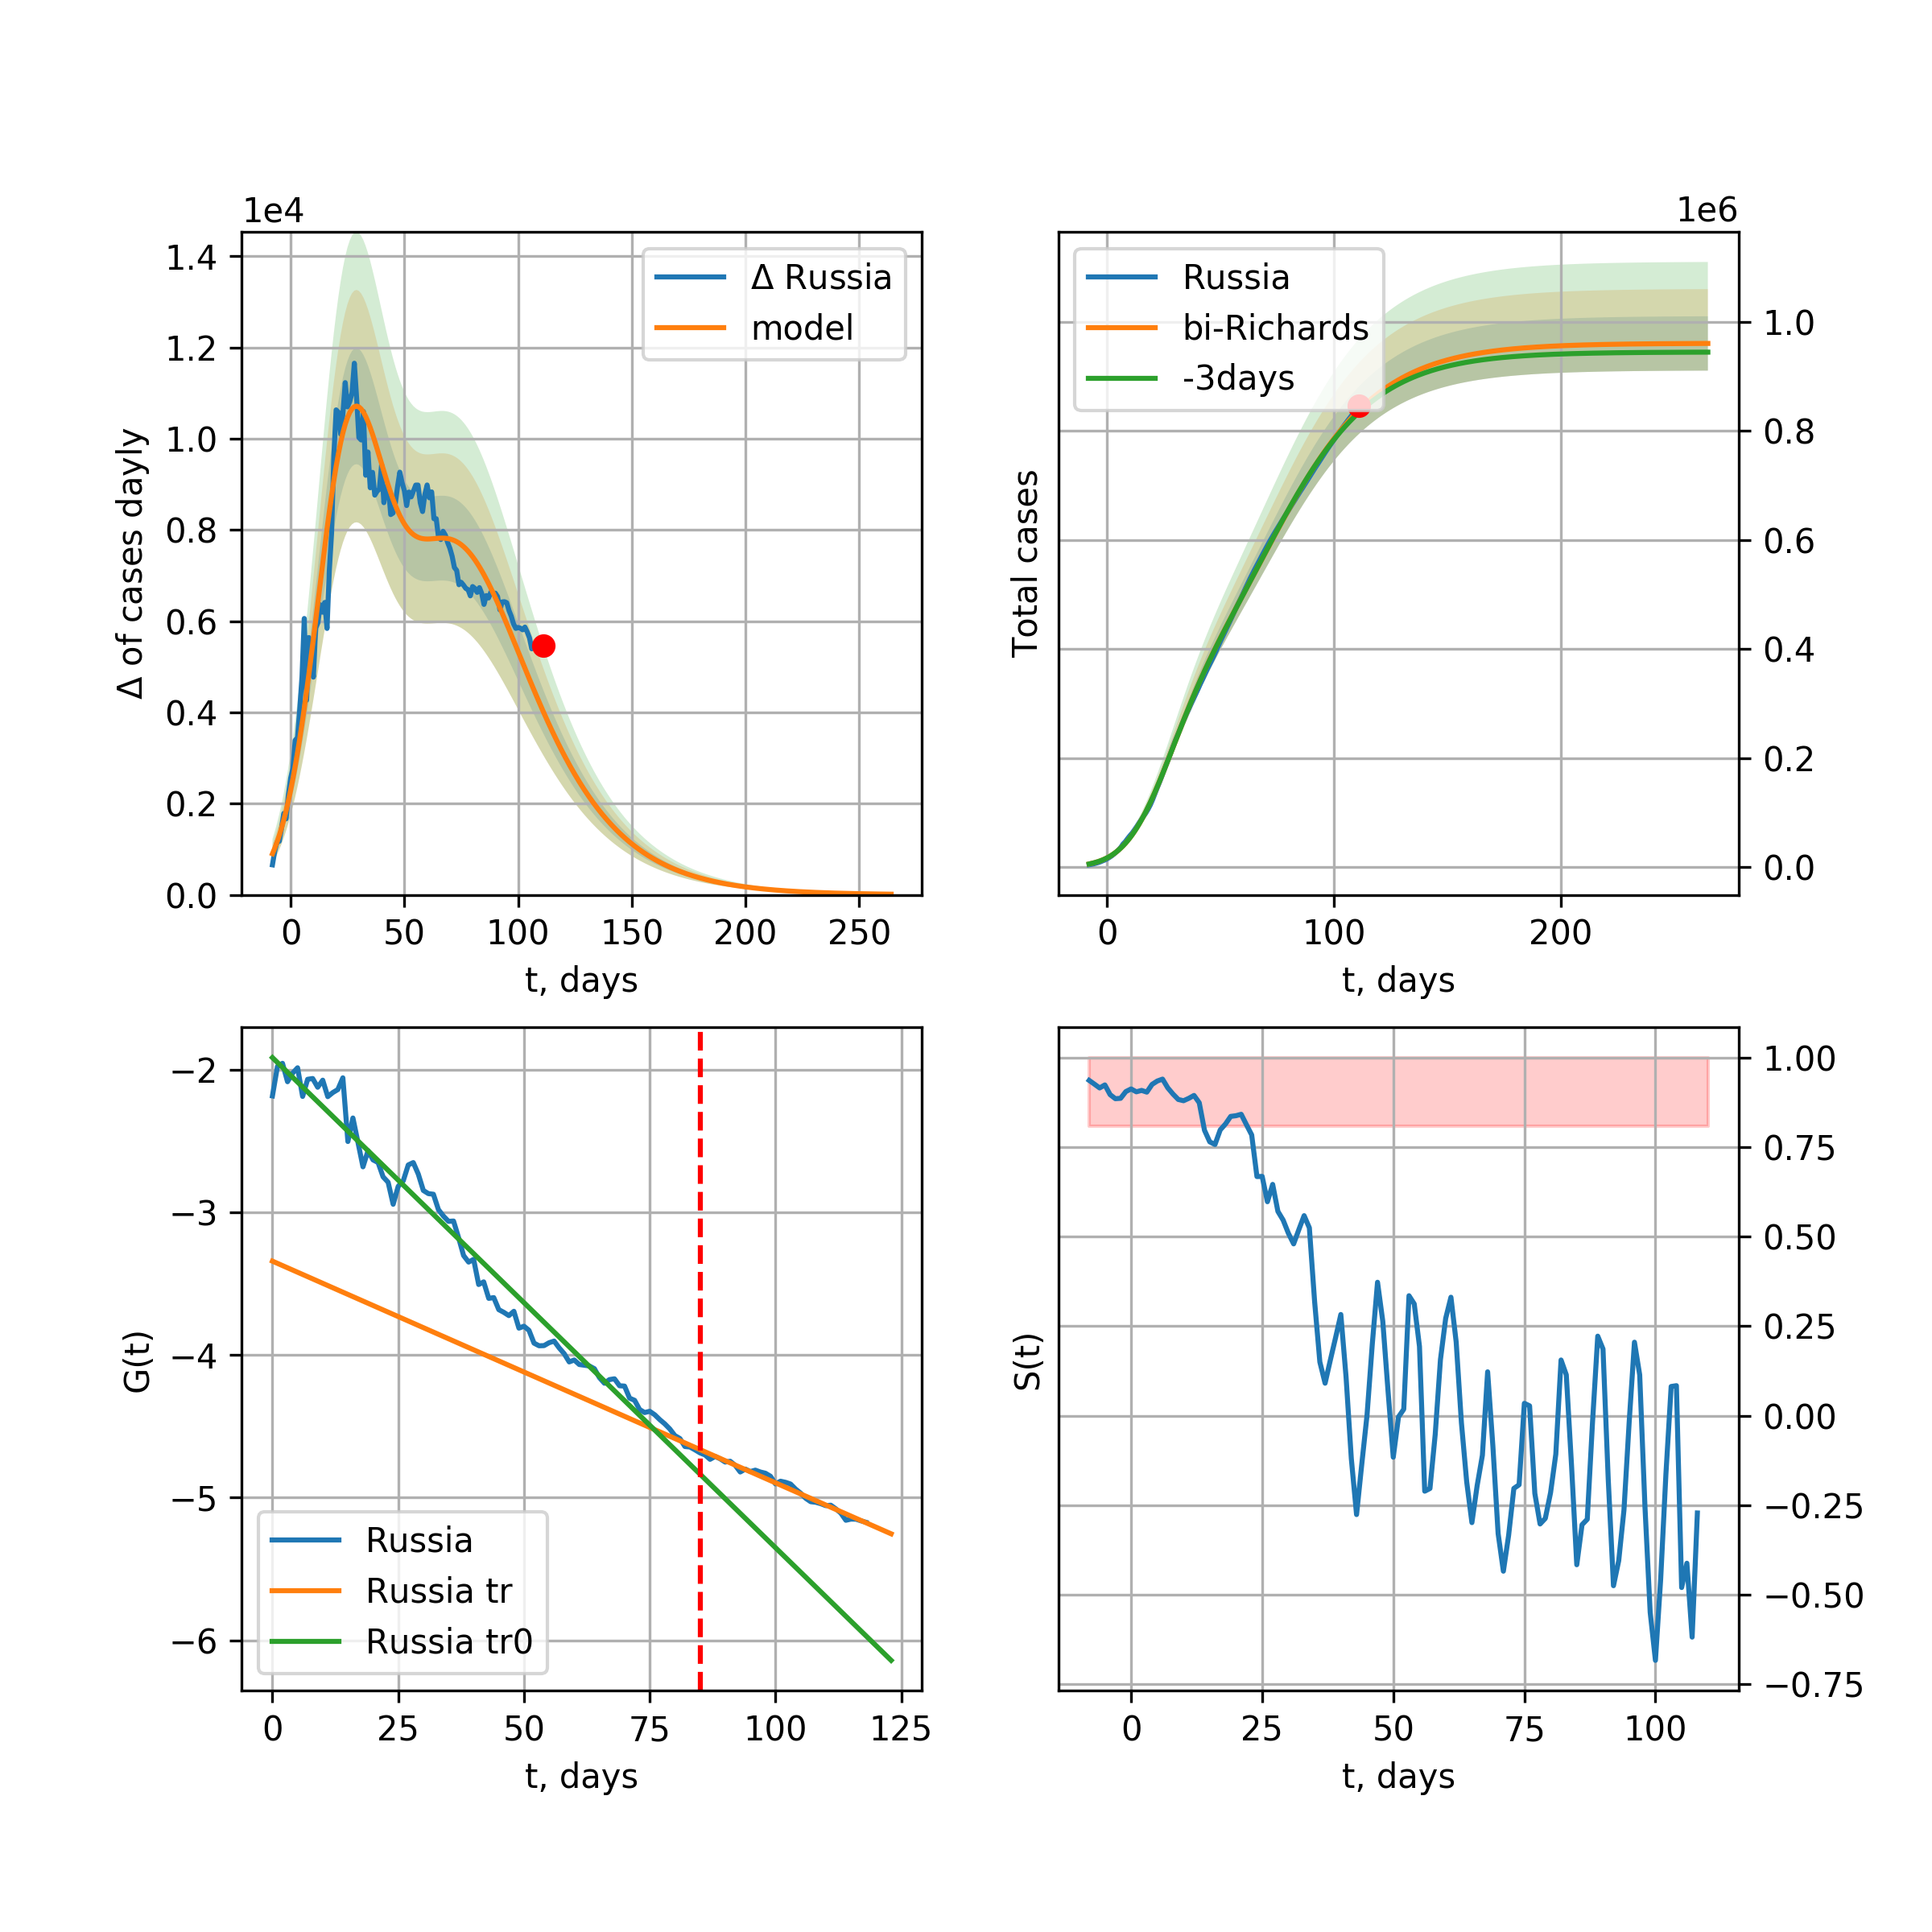 1e4
1.4
1.2
1.0
0.8
0.6
0.4
0.2
0.0
Δ of cases dayly
Δ Russia
model
0 50 100 150 200 250
t, days
1e6
Total cases
Russia
bi-Richards
-3days
1.0
0.8
0.6
0.4
0.2
0.0
0 100 200
t, days
−2
−3
−4
−5
−6
G(t)
Russia
Russia tr
Russia tr0
0 25 50 75 100 125
t, days
S(t)
1.00
0.75
0.50
0.25
0.00
−0.25
−0.50
−0.75
0 25 50 75 100
t, days